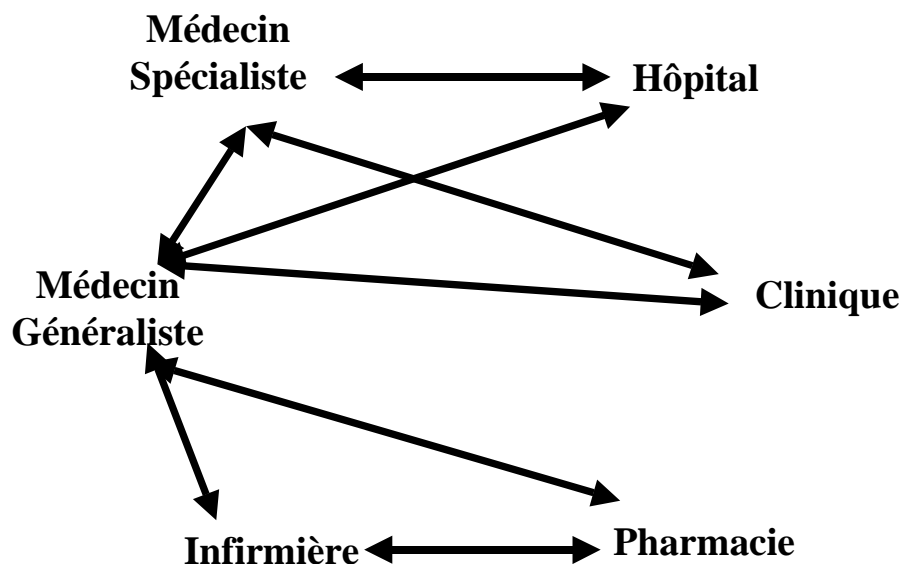 Médecin
Spécialiste
Hôpital
Médecin
Généraliste
Clinique
Infirmière
Pharmacie